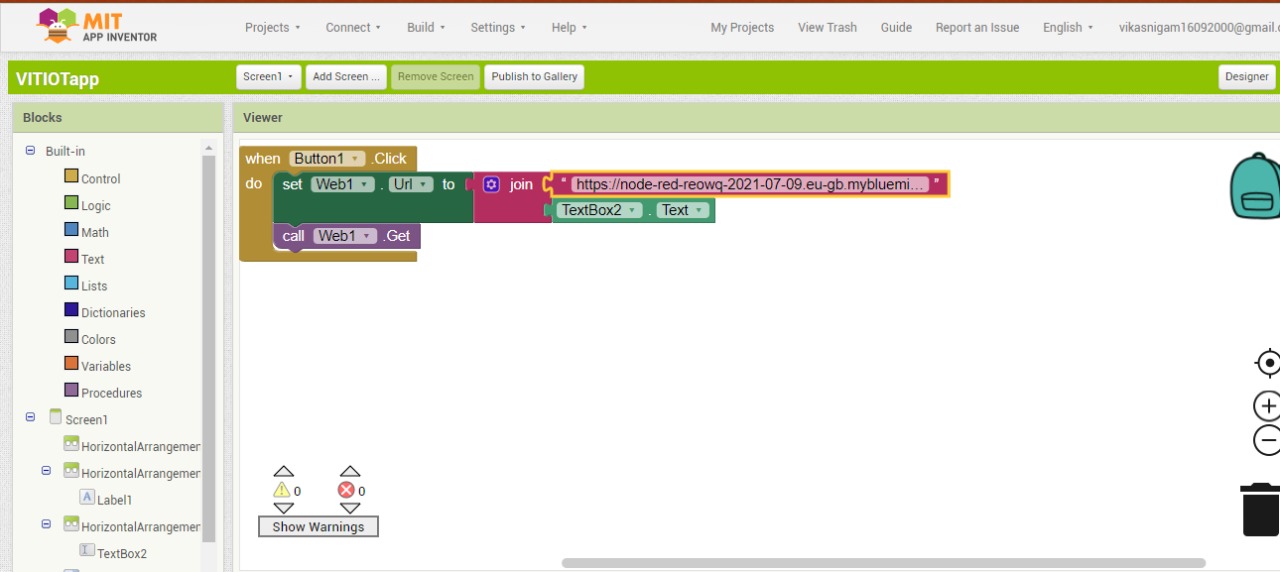 MIT
APP INVENTOR
Projects Connect Build Settings Help My Projects View Trash Guide Report an Issue English vikasnigam16092000@gmail.c
VITIOTapp Screen1 Add Screen ... Remove Screen Publish to Gallery Designer
Blocks Viewer
Built-in
Control
Logic
Math
Text
Lists
Dictionaries
Colors
Variables
Procedures
Screen1
HorizontalArrangemer
HorizontalArrangemer
Label1
HorizontalArrangemer
TextBox2
when Button1 .Click
do set Web1 . Url to join " https://node-red-reowq-2021-07-09.eu-gb.mybluemi... "
TextBox2 . Text
call Web1 .Get
0 0
Show Warnings